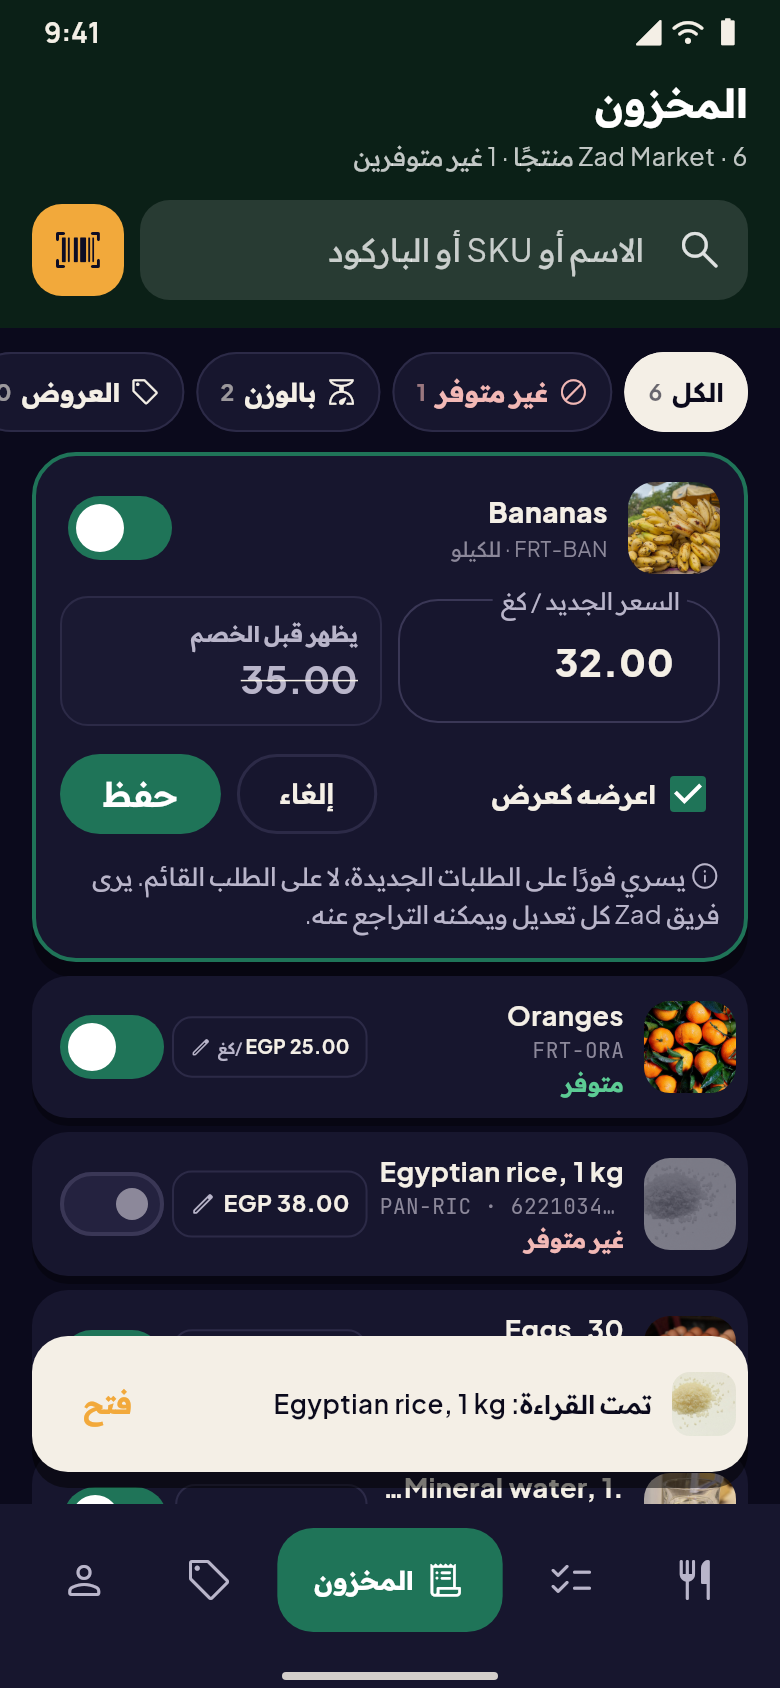 9:41
المخزون
Zad Market · 6 منتجًا · 1 غير متوفرين
الاسم أو SKU أو الباركود
الكل 6
غير متوفر 1
بالوزن 2
العروض 0
Bananas
FRT-BAN · للكيلو
السعر الجديد / كغ
32.00
يظهر قبل الخصم
35.00
اعرضه كعرض
إلغاء
حفظ
يسري فورًا على الطلبات الجديدة، لا على الطلب القائم. يرى
فريق Zad كل تعديل ويمكنه التراجع عنه.
Oranges
FRT-ORA
متوفر
EGP 25.00 /كغ
Egyptian rice, 1 kg
PAN-RIC · 6221034…
غير متوفر
EGP 38.00
Eggs, 30
تمت القراءة: Egyptian rice, 1 kg
فتح
Mineral water, 1.…
المخزون